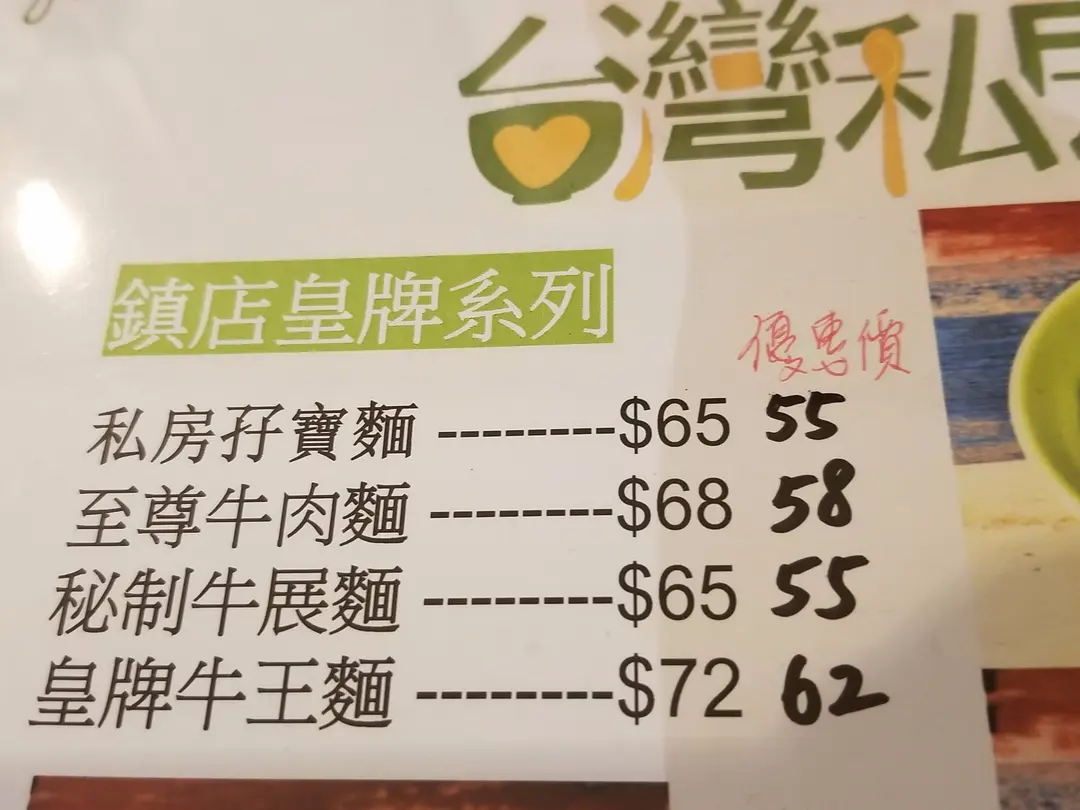 台灣私房
鎮店皇牌系列
優惠價
私房孖寶麵 --------$65 55
至尊牛肉麵 ---------$68 58
秘制牛展麵 ---------$65 55
皇牌牛王麵 ---------$72 62